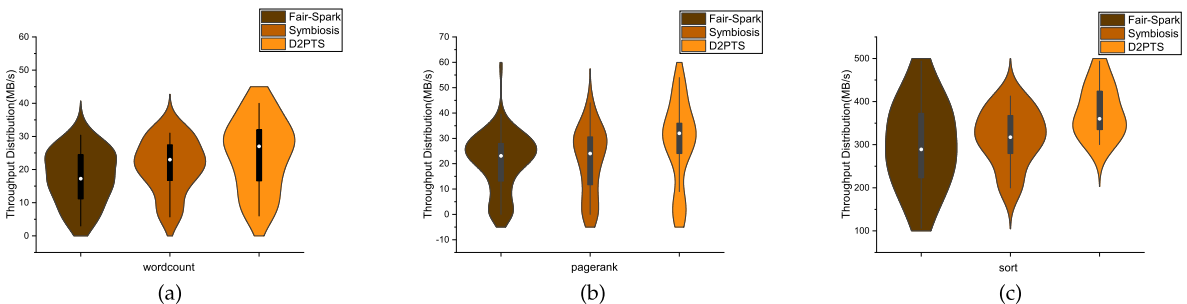 Fair-Spark
Symbiosis
D2PTS
Throughput Distribution(MB/s)
60
50
40
30
20
10
0
wordcount
(a)
Fair-Spark
Symbiosis
D2PTS
Throughput Distribution(MB/s)
70
60
50
40
30
20
10
0
-10
pagerank
(b)
Fair-Spark
Symbiosis
D2PTS
Throughput Distribution(MB/s)
500
400
300
200
100
sort
(c)